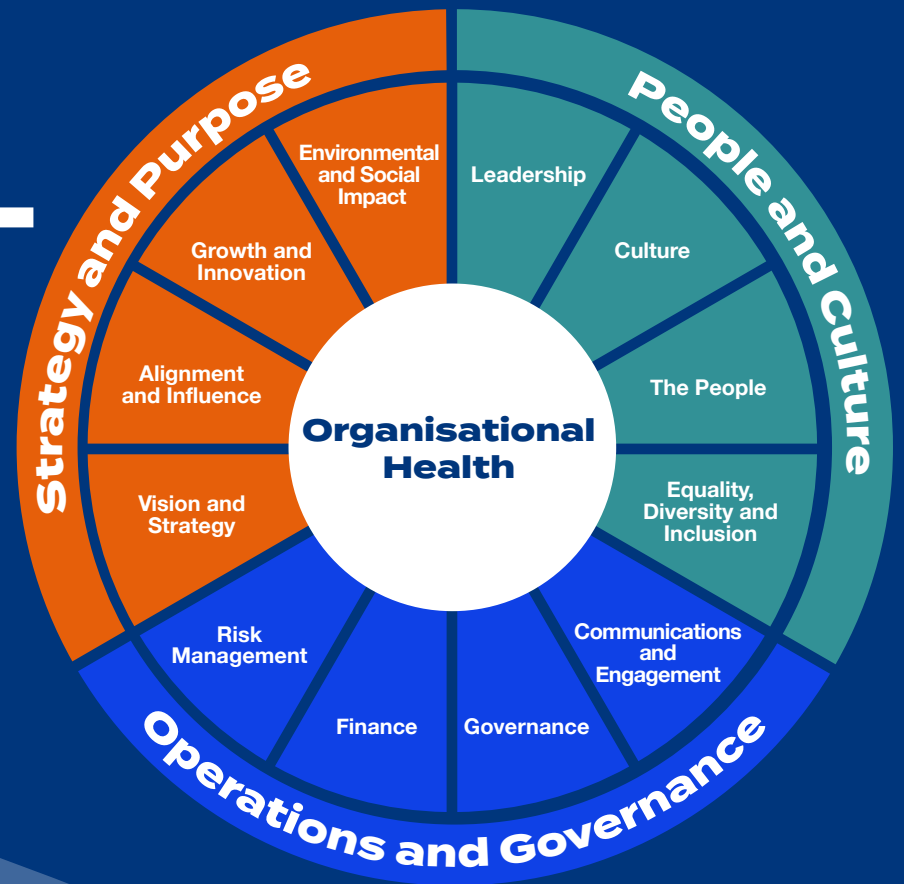 Strategy and Purpose
People and Culture
Environmental
and Social
Impact
Leadership
Growth and
Innovation
Culture
Alignment
and Influence
The People
Organisational
Health
Vision and
Strategy
Equality,
Diversity and
Inclusion
Risk
Management
Communications
and
Engagement
Finance
Governance
Operations and Governance